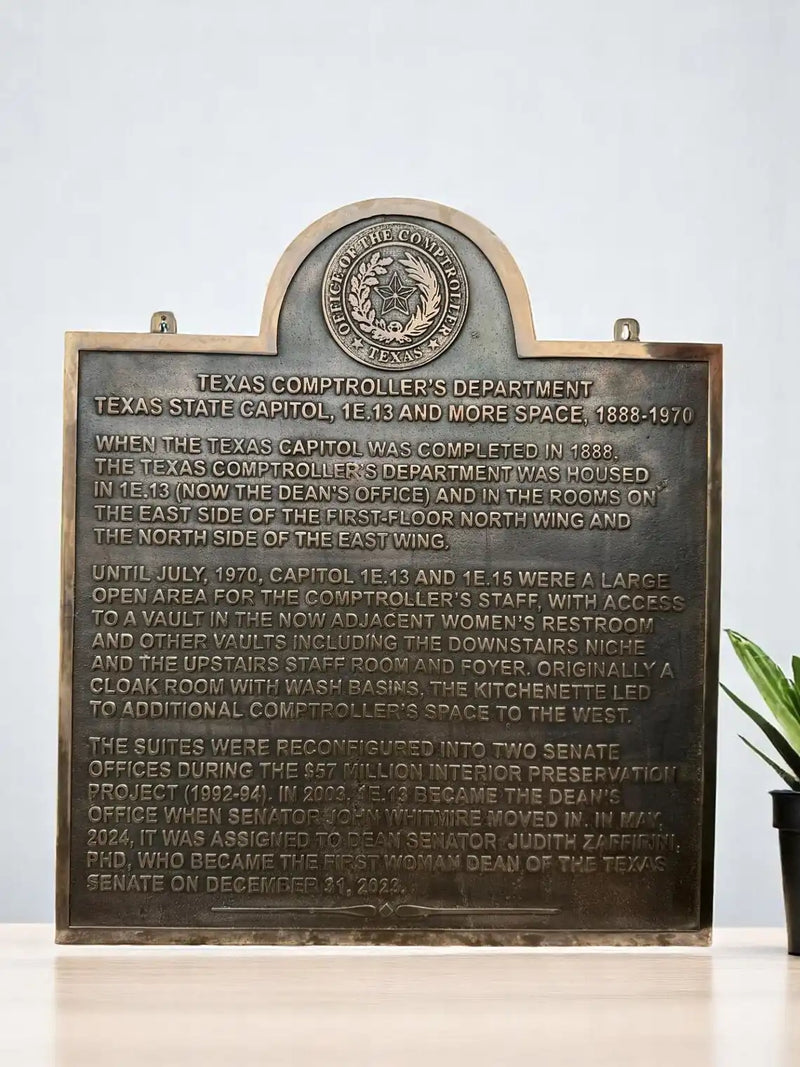 OFFICE OF THE COMPTROLLER
TEXAS
TEXAS COMPTROLLER'S DEPARTMENT
TEXAS STATE CAPITOL, 1E.13 AND MORE SPACE, 1888-1970
WHEN THE TEXAS CAPITOL WAS COMPLETED IN 1888,
THE TEXAS COMPTROLLER'S DEPARTMENT WAS HOUSED
IN 1E.13 (NOW THE DEAN'S OFFICE) AND IN THE ROOMS ON
THE EAST SIDE OF THE FIRST-FLOOR NORTH WING AND
THE NORTH SIDE OF THE EAST WING.
UNTIL JULY, 1970, CAPITOL 1E.13 AND 1E.15 WERE A LARGE
OPEN AREA FOR THE COMPTROLLER'S STAFF, WITH ACCESS
TO A VAULT IN THE NOW ADJACENT WOMEN'S RESTROOM
AND OTHER VAULTS INCLUDING THE DOWNSTAIRS NICHE
AND THE UPSTAIRS STAFF ROOM AND FOYER. ORIGINALLY A
CLOAK ROOM WITH WASH BASINS, THE KITCHENETTE LED
TO ADDITIONAL COMPTROLLER'S SPACE TO THE WEST.
THE SUITES WERE RECONFIGURED INTO TWO SENATE
OFFICES DURING THE $57 MILLION INTERIOR PRESERVATION
PROJECT (1992-94). IN 2003, 1E.13 BECAME THE DEAN'S
OFFICE WHEN SENATOR JOHN WHITMIRE MOVED IN. IN MAY,
2024, IT WAS ASSIGNED TO DEAN SENATOR JUDITH ZAFFIRINI,
PHD, WHO BECAME THE FIRST WOMAN DEAN OF THE TEXAS
SENATE ON DECEMBER 31, 2023.